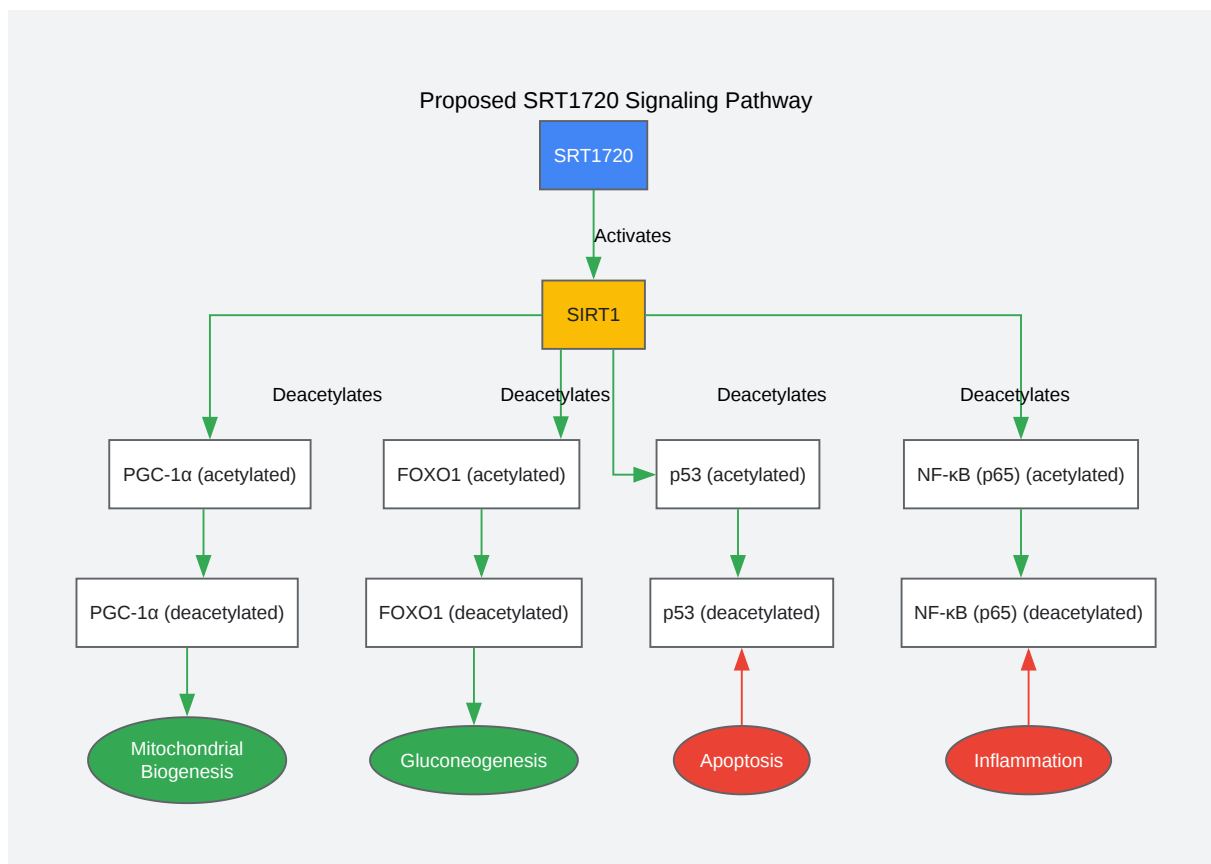 Proposed SRT1720 Signaling Pathway
SRT1720
Activates
SIRT1
Deacetylates
Deacetylates
Deacetylates
Deacetylates
PGC-1α (acetylated)
FOXO1 (acetylated)
p53 (acetylated)
NF-κB (p65) (acetylated)
PGC-1α (deacetylated)
FOXO1 (deacetylated)
p53 (deacetylated)
NF-κB (p65) (deacetylated)
Mitochondrial
Biogenesis
Gluconeogenesis
Apoptosis
Inflammation